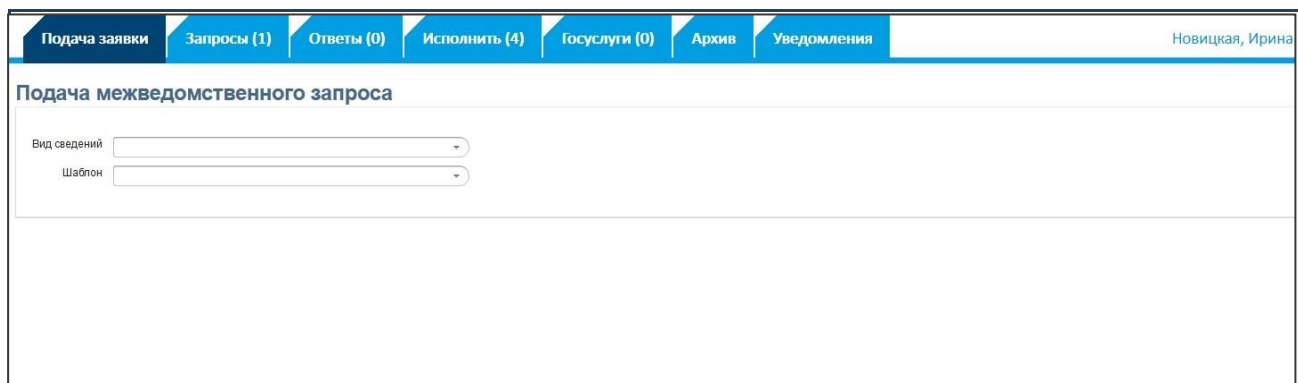 Подача заявки Запросы (1) Ответы (0) Исполнить (4) Госуслуги (0) Архив Уведомления Новицкая, Ирина
Подача межведомственного запроса
Вид сведений
Шаблон